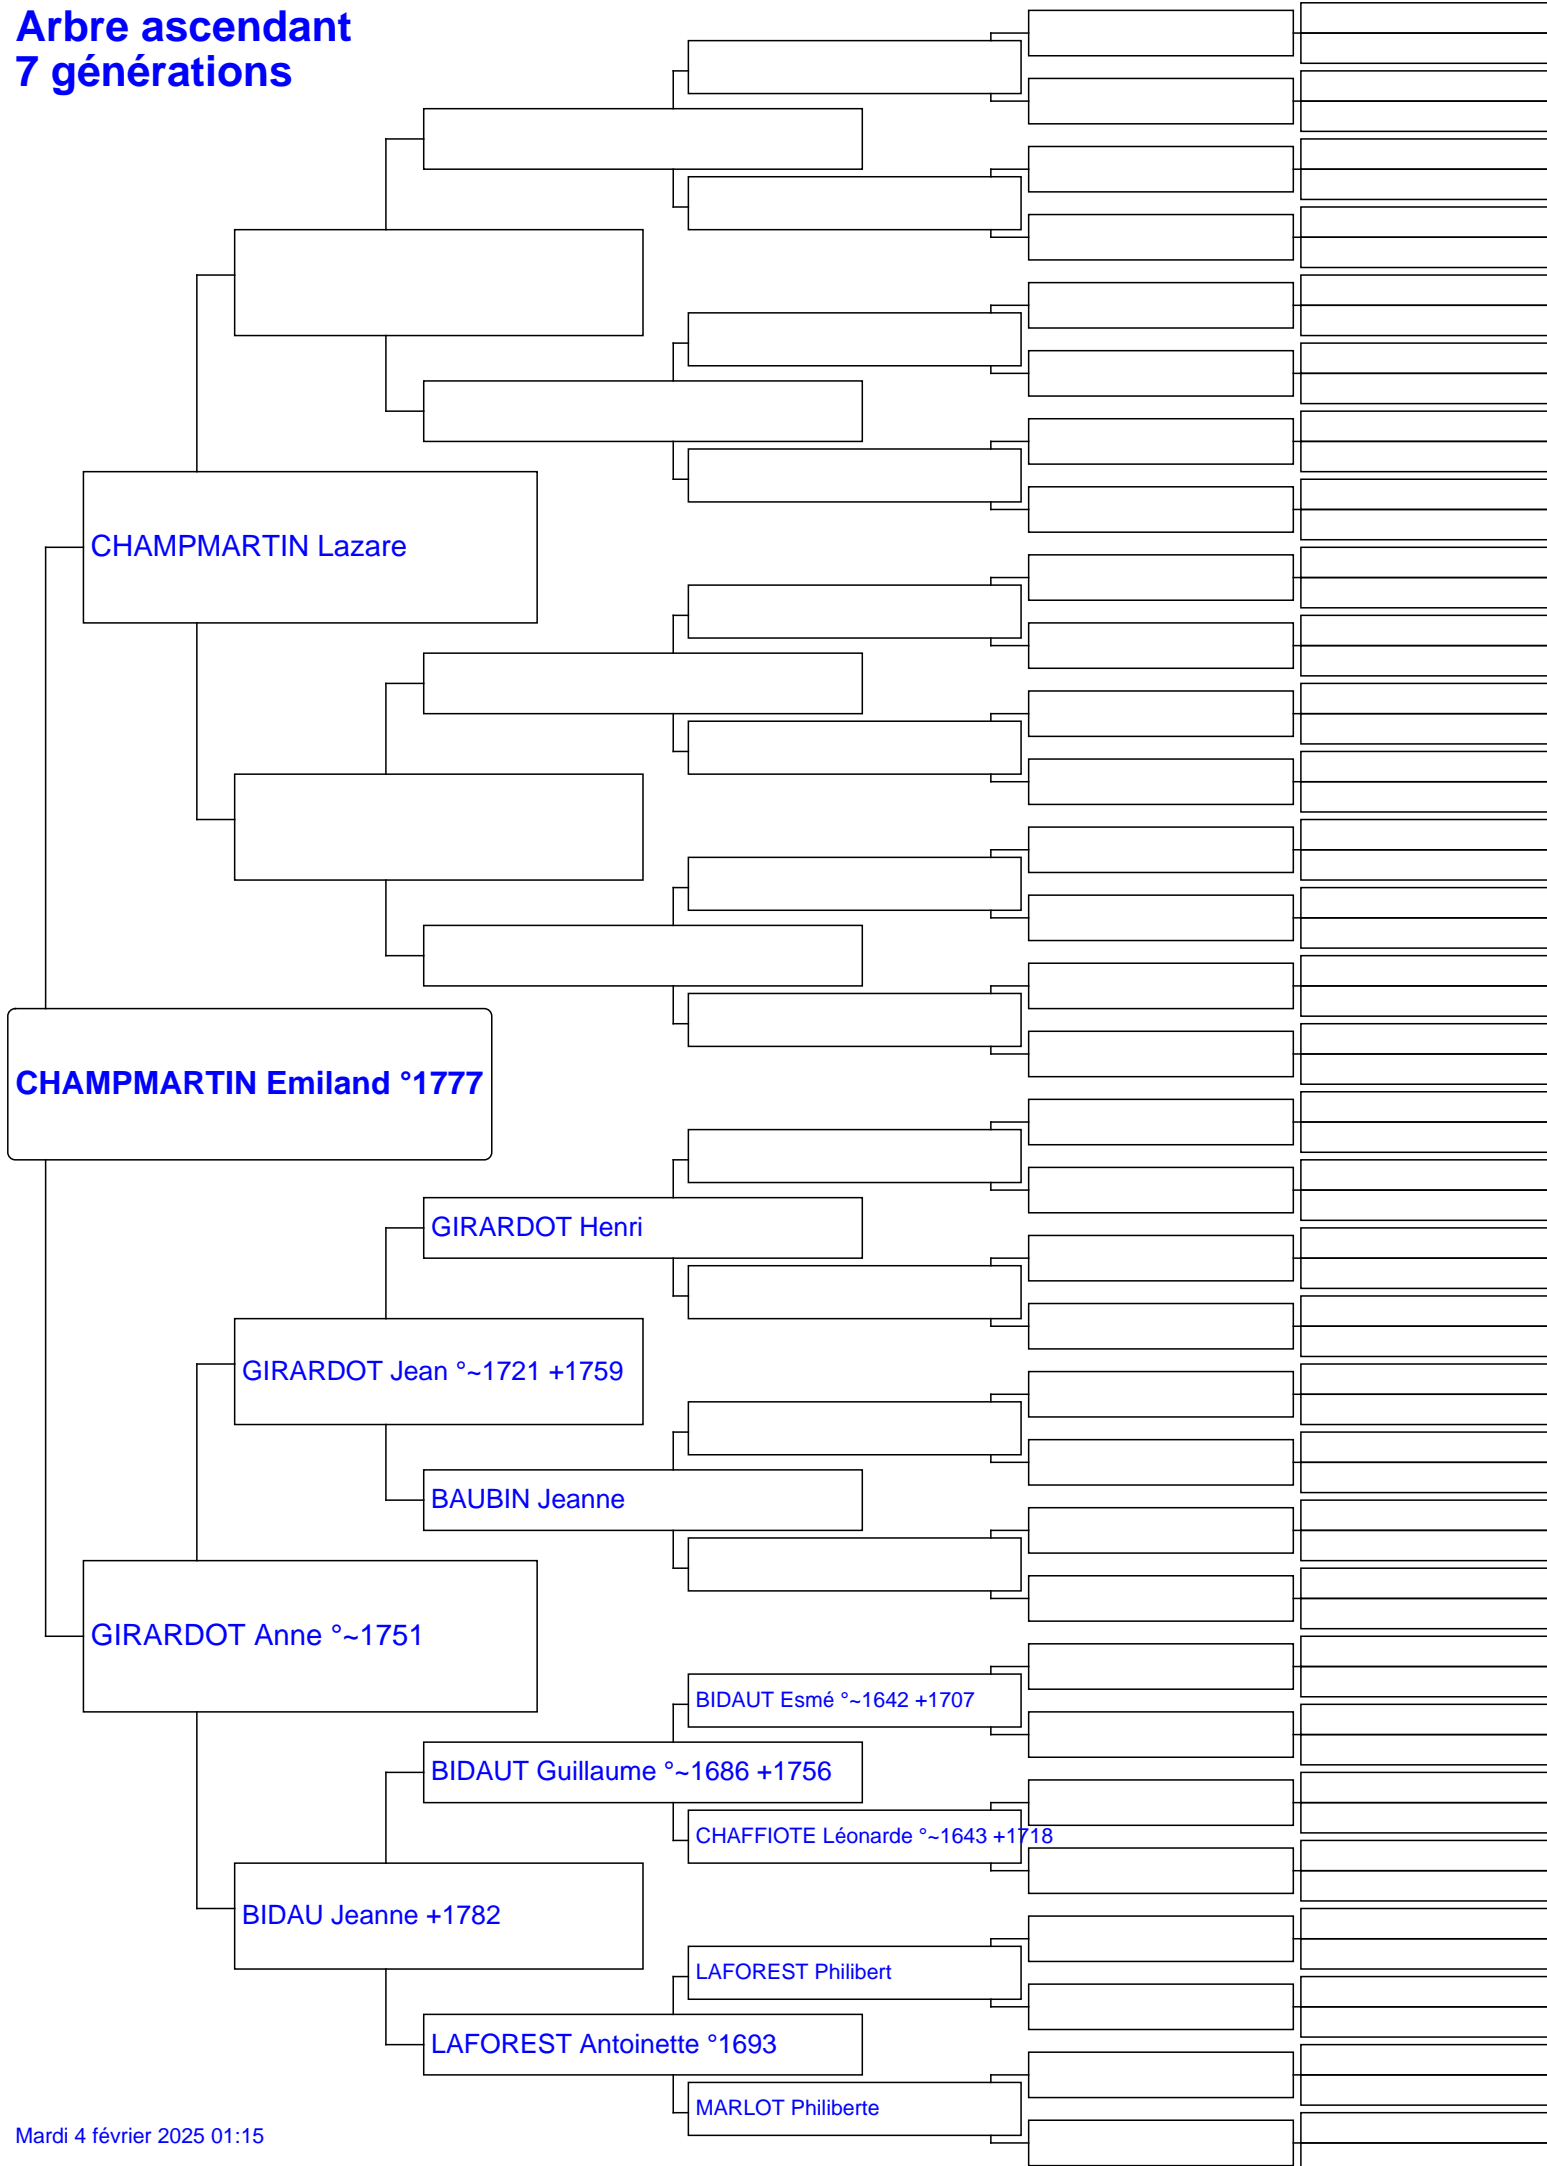 Arbre ascendant
7 générations
CHAMPMARTIN Lazare
CHAMPMARTIN Emiland °1777
GIRARDOT Henri
GIRARDOT Jean °~1721 +1759
BAUBIN Jeanne
GIRARDOT Anne °~1751
BIDAUT Esmé °~1642 +1707
BIDAUT Guillaume °~1686 +1756
CHAFFIOTE Léonarde °~1643 +1718
BIDAU Jeanne +1782
LAFOREST Philibert
LAFOREST Antoinette °1693
MARLOT Philiberte
Mardi 4 février 2025 01:15